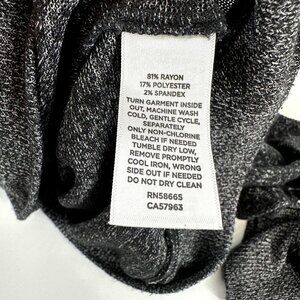 81% RAYON
17% POLYESTER
2% SPANDEX
TURN GARMENT INSIDE
OUT, MACHINE WASH
COLD, GENTLE CYCLE,
SEPARATELY
ONLY NON-CHLORINE
BLEACH IF NEEDED
TUMBLE DRY LOW,
REMOVE PROMPTLY
COOL IRON, WRONG
SIDE OUT IF NEEDED
DO NOT DRY CLEAN
RN5866S
CA57963